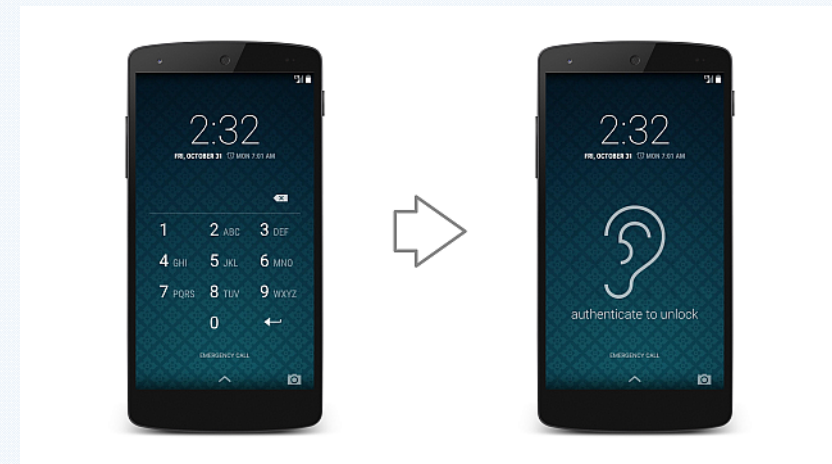 2:32
FRI, OCTOBER 31 MON 7:01 AM
1 2 ABC 3 DEF
4 GHI 5 JKL 6 MNO
7 PQRS 8 TUV 9 WXYZ
0
EMERGENCY CALL
2:32
FRI, OCTOBER 31 MON 7:01 AM
authenticate to unlock
EMERGENCY CALL